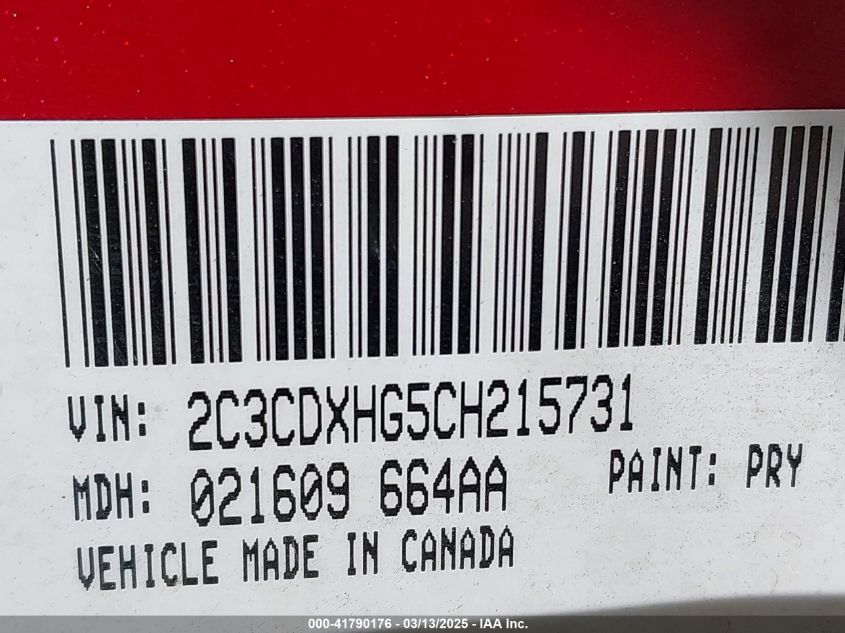 VIN: 2C3CDXHG5CH215731
MDH: 021609 664AA PAINT: PRY
VEHICLE MADE IN CANADA
000-41790176 - 03/13/2025 - IAA Inc.